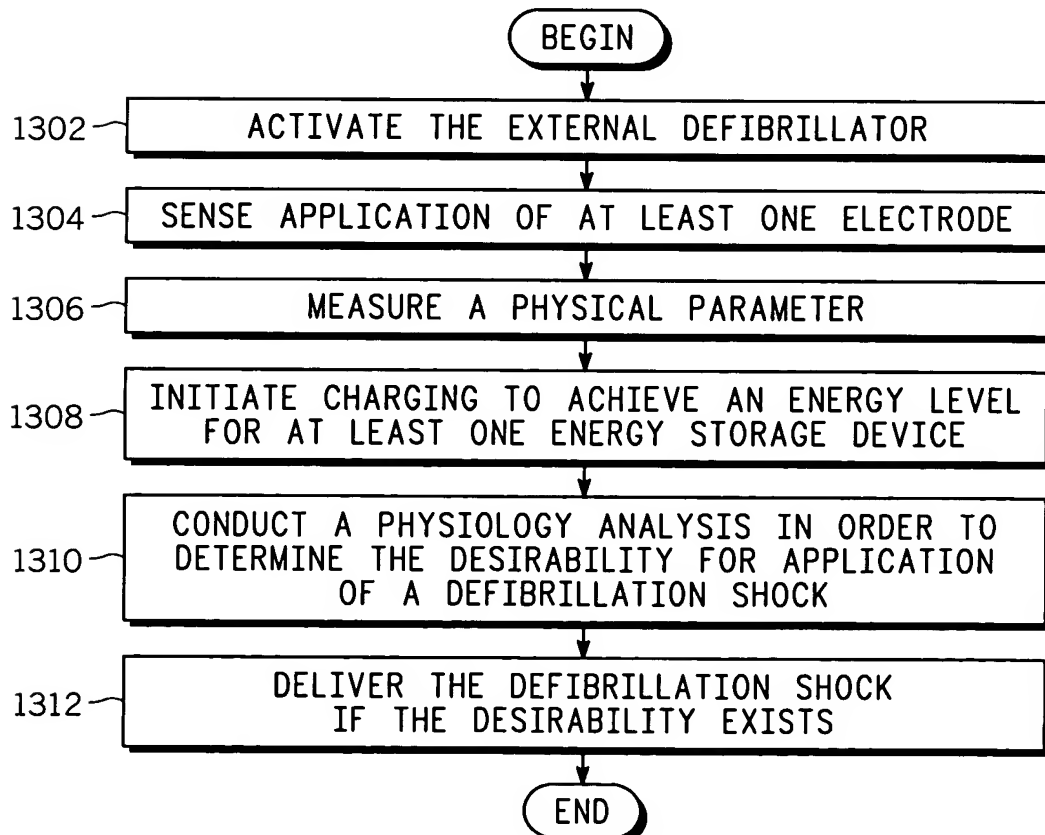 BEGIN
1302
ACTIVATE THE EXTERNAL DEFIBRILLATOR
1304
SENSE APPLICATION OF AT LEAST ONE ELECTRODE
1306
MEASURE A PHYSICAL PARAMETER
1308
INITIATE CHARGING TO ACHIEVE AN ENERGY LEVEL
FOR AT LEAST ONE ENERGY STORAGE DEVICE
1310
CONDUCT A PHYSIOLOGY ANALYSIS IN ORDER TO
DETERMINE THE DESIRABILITY FOR APPLICATION
OF A DEFIBRILLATION SHOCK
1312
DELIVER THE DEFIBRILLATION SHOCK
IF THE DESIRABILITY EXISTS
END